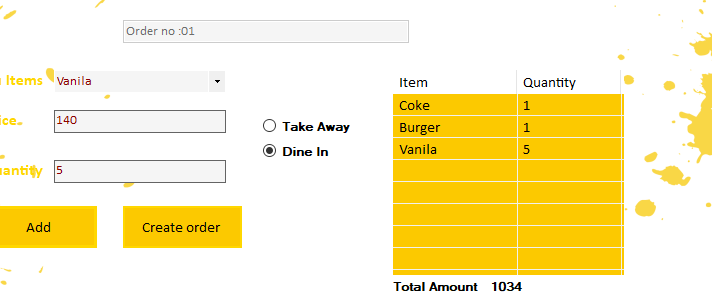 Order no :01
Items
Vanila
ice.
140
uantity
5
Take Away
Dine In
Add
Create order
Item Quantity
Coke 1
Burger 1
Vanila 5
Total Amount 1034